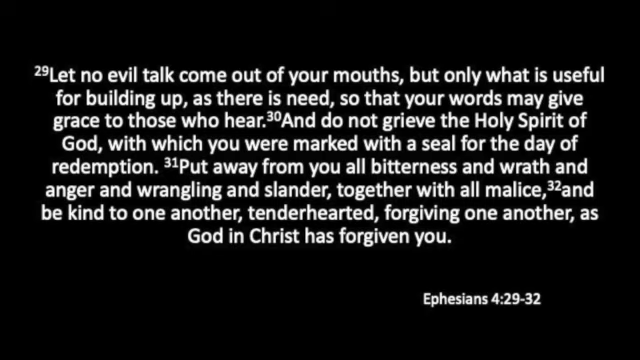 ²⁹Let no evil talk come out of your mouths, but only what is useful
for building up, as there is need, so that your words may give
grace to those who hear.³⁰And do not grieve the Holy Spirit of
God, with which you were marked with a seal for the day of
redemption. ³¹Put away from you all bitterness and wrath and
anger and wrangling and slander, together with all malice,³²and
be kind to one another, tenderhearted, forgiving one another, as
God in Christ has forgiven you.
Ephesians 4:29-32